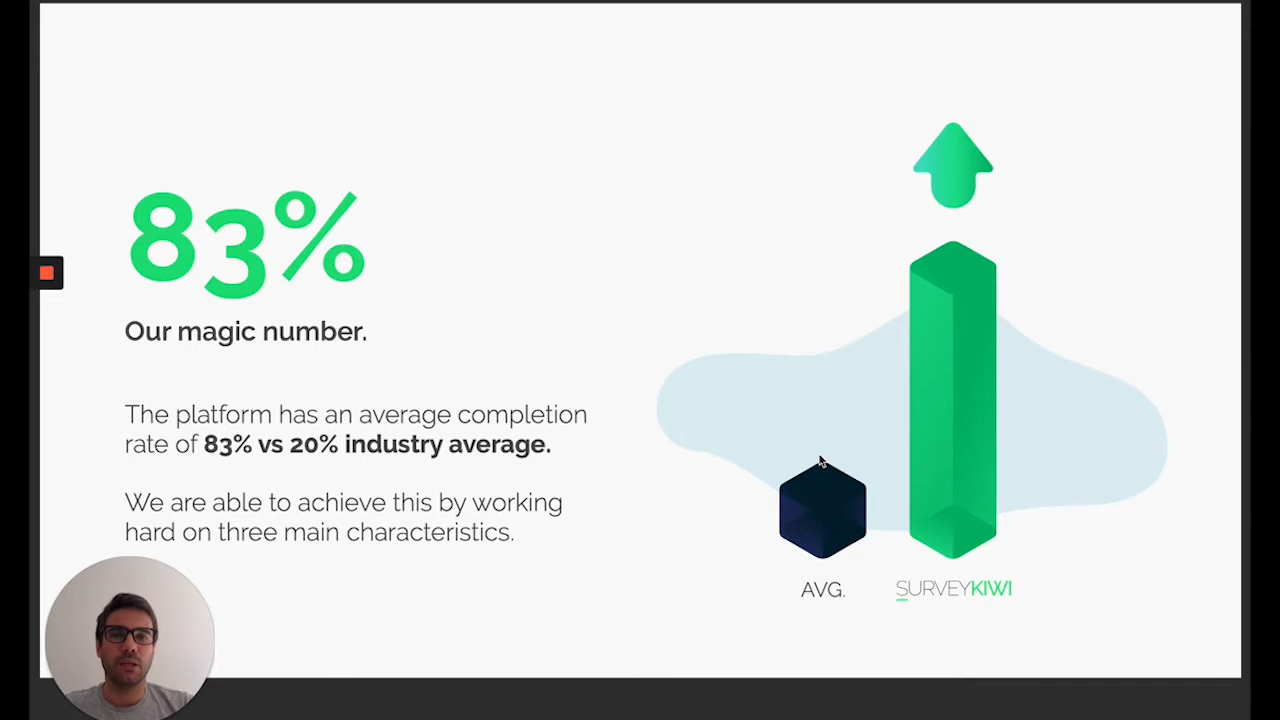 83%
Our magic number.
The platform has an average completion
rate of 83% vs 20% industry average.
We are able to achieve this by working
hard on three main characteristics.
AVG.
SURVEYKIWI